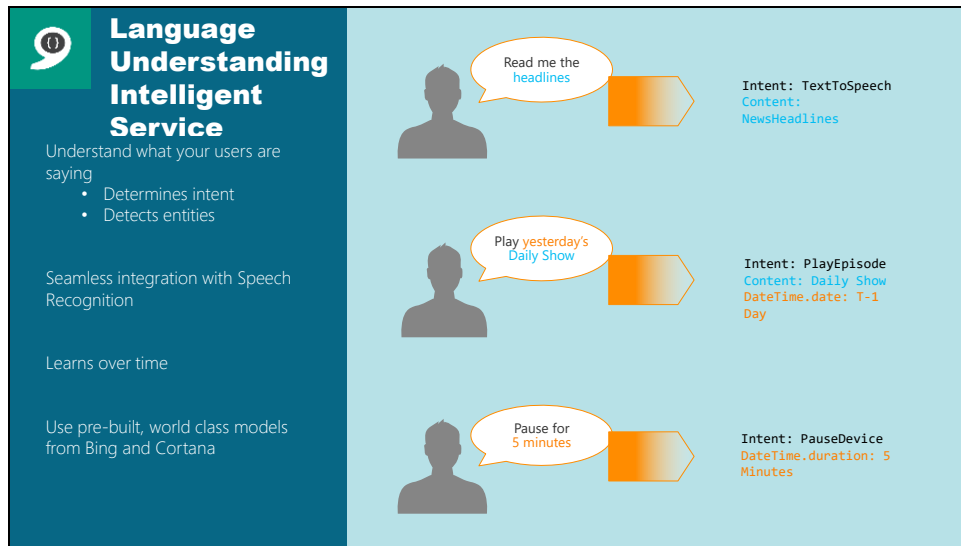 Language
Understanding
Intelligent
Service
Understand what your users are
saying
• Determines intent
• Detects entities
Seamless integration with Speech
Recognition
Learns over time
Use pre-built, world class models
from Bing and Cortana
Read me the
headlines
Intent: TextToSpeech
Content:
NewsHeadlines
Play yesterday's
Daily Show
Intent: PlayEpisode
Content: Daily Show
DateTime.date: T-1
Day
Pause for
5 minutes
Intent: PauseDevice
DateTime.duration: 5
Minutes